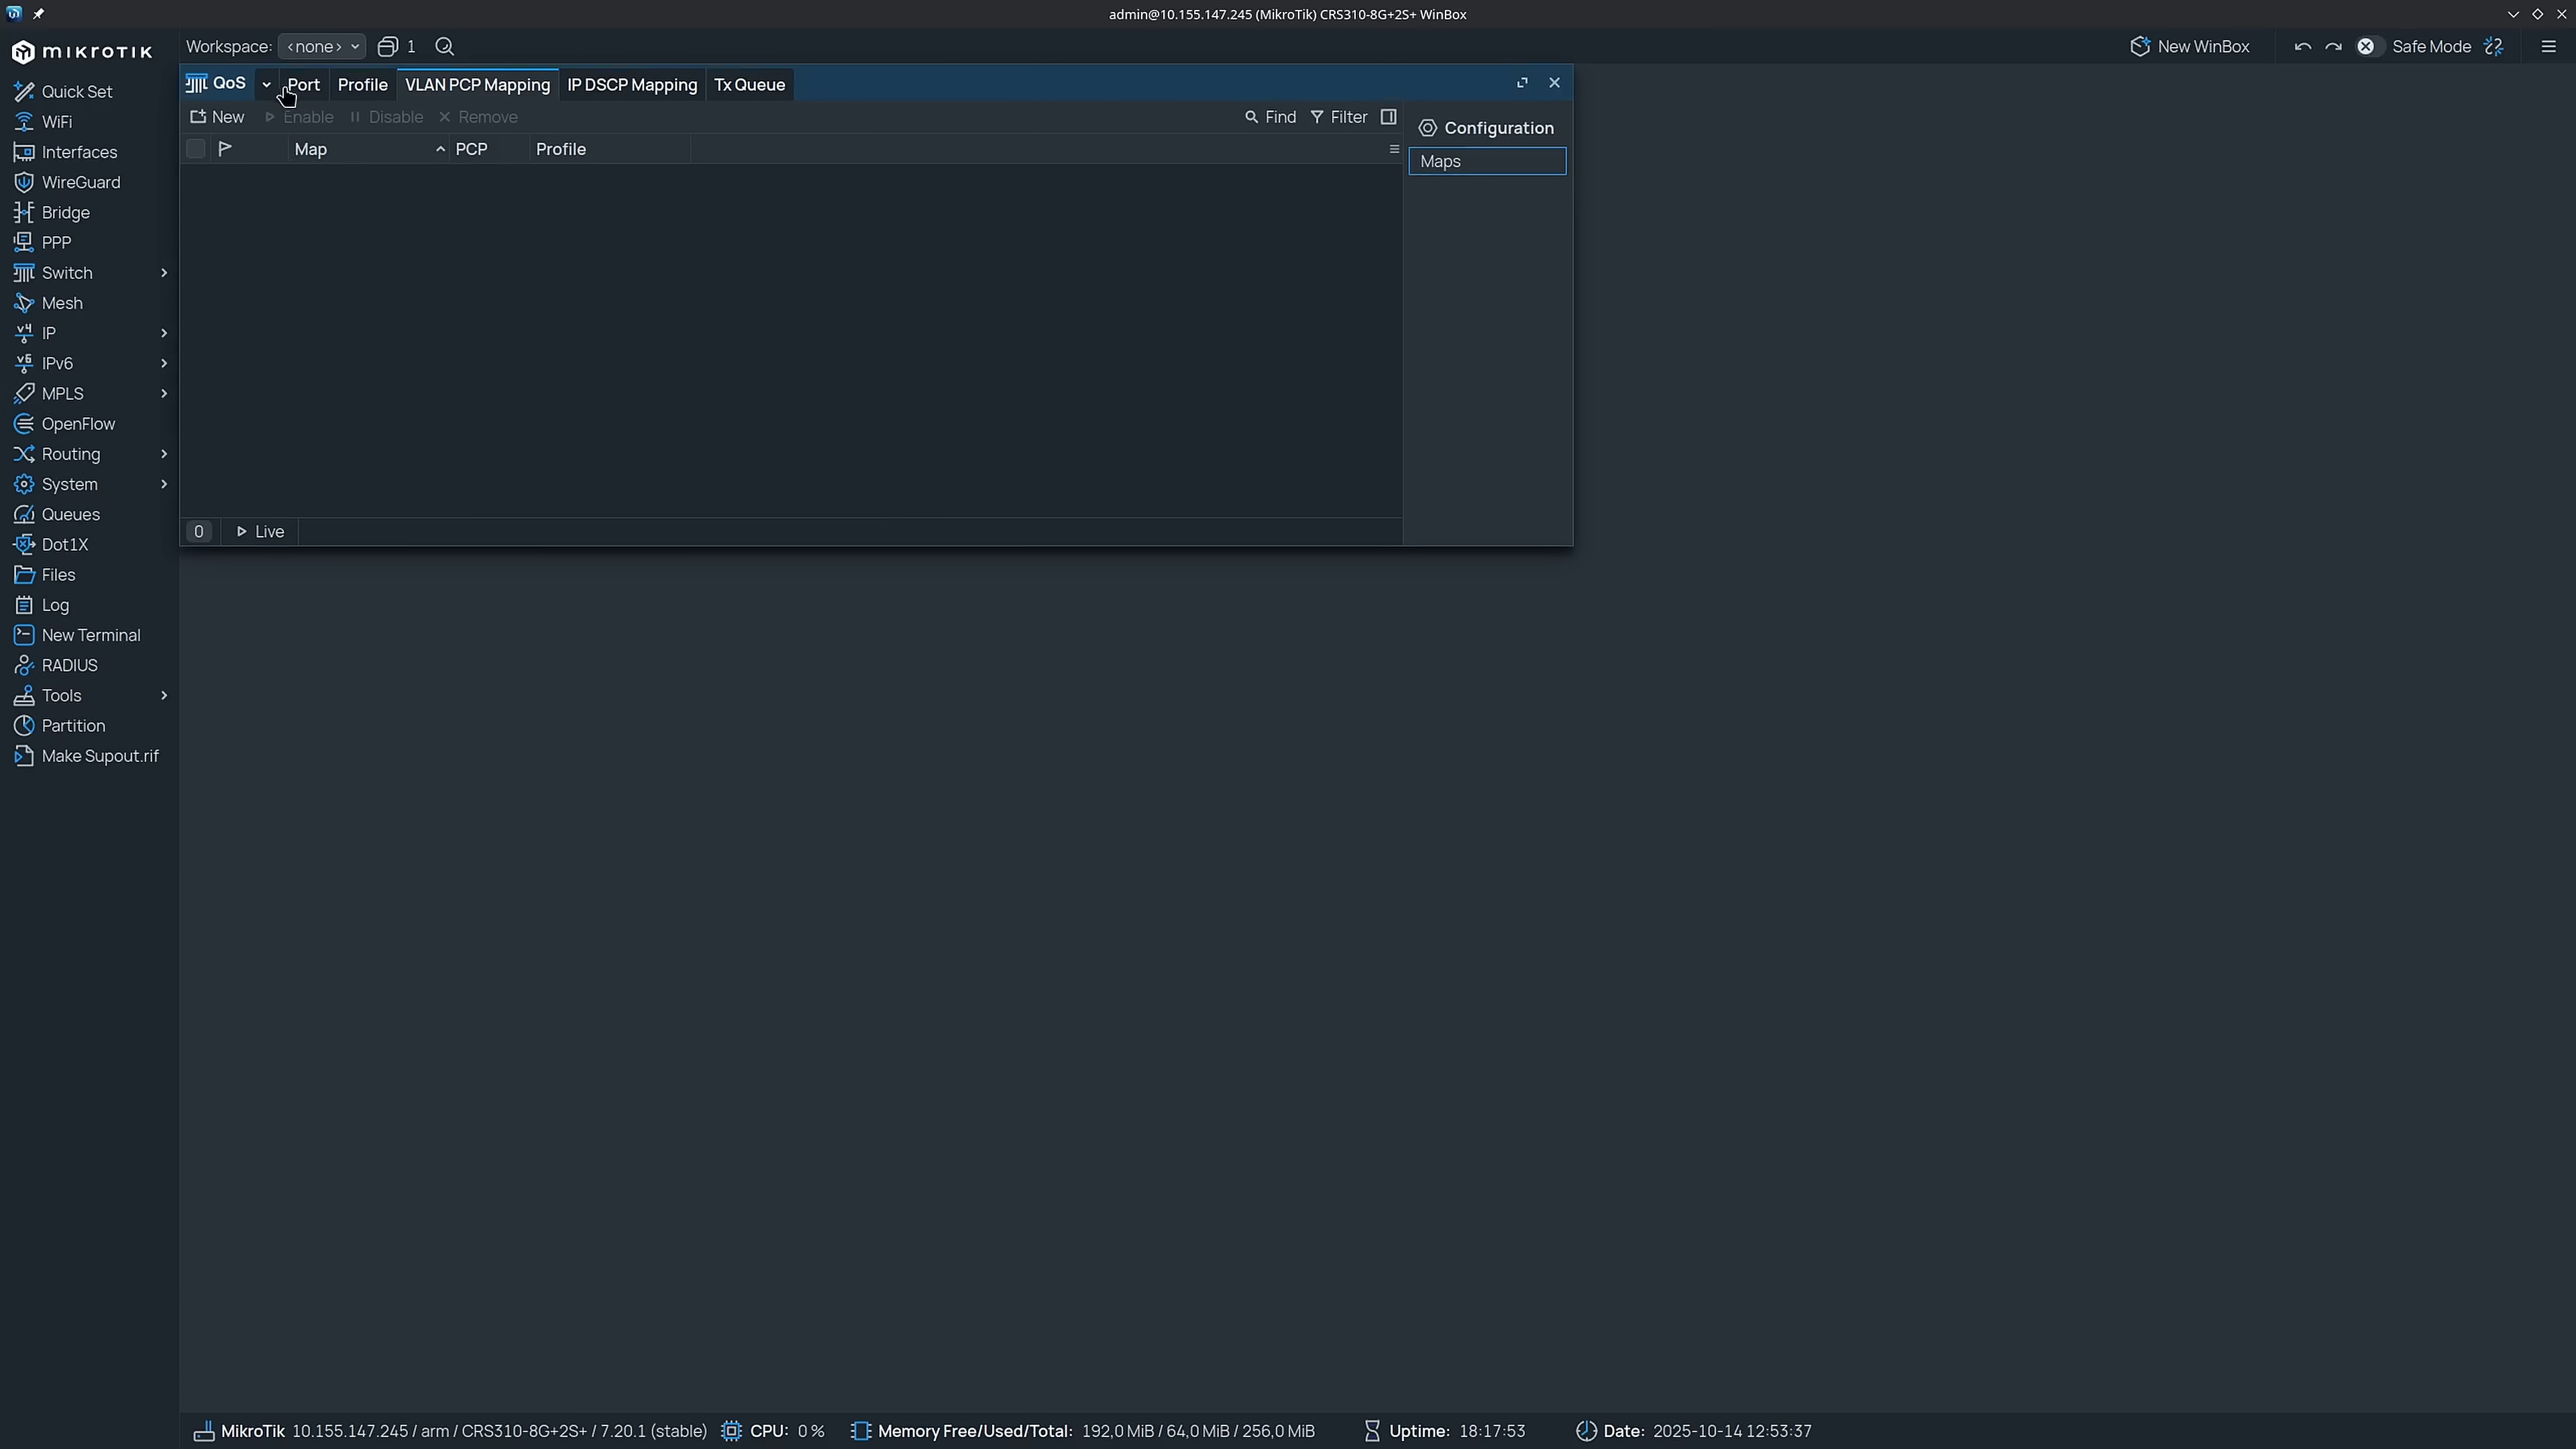 admin@10.155.147.245 (MikroTik) CRS310-8G+2S+ WinBox
MIKROTIK
Workspace: <none> 1
New WinBox Safe Mode
QoS Port Profile VLAN PCP Mapping IP DSCP Mapping Tx Queue
New Enable Disable Remove Find Filter
Map PCP Profile
Configuration
Maps
0 Live
Quick Set
WiFi
Interfaces
WireGuard
Bridge
PPP
Switch
Mesh
IP
IPv6
MPLS
OpenFlow
Routing
System
Queues
Dot1X
Files
Log
New Terminal
RADIUS
Tools
Partition
Make Supout.rif
MikroTik 10.155.147.245 / arm / CRS310-8G+2S+ / 7.20.1 (stable) CPU: 0 % Memory Free/Used/Total: 192,0 MiB / 64,0 MiB / 256,0 MiB Uptime: 18:17:53 Date: 2025-10-14 12:53:37